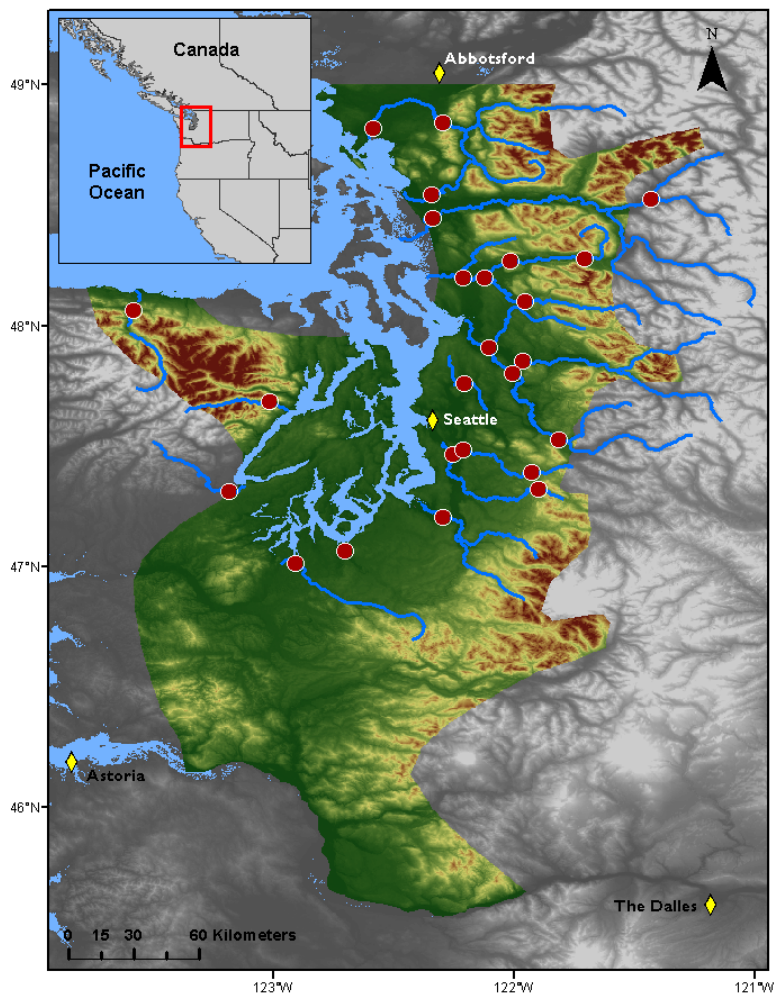 Canada
Pacific
Ocean
Abbotsford
N
49°N
48°N
Seattle
47°N
Astoria
46°N
The Dalles
0 15 30 60 Kilometers
123°W 122°W 121°W